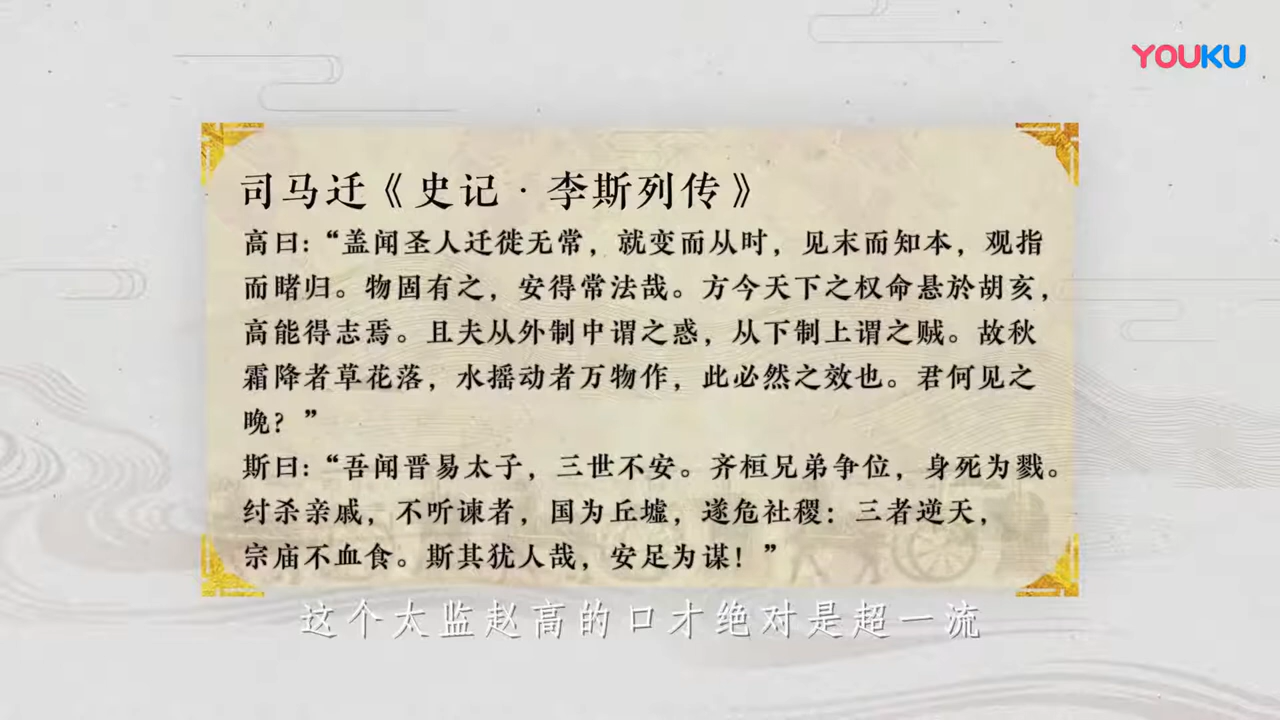 YOUKU
司马迁《史记·李斯列传》
高曰:“盖闻圣人迁徙无常，就变而从时，见末而知本，观指
而睹归。物固有之，安得常法哉。方今天下之权命悬於胡亥，
高能得志焉。且夫从外制中谓之惑，从下制上谓之贼。故秋
霜降者草花落，水摇动者万物作，此必然之效也。君何见之
晚？”
斯曰:“吾闻晋易太子，三世不安。齐桓兄弟争位，身死为戮。
纣杀亲戚，不听谏者，国为丘墟，遂危社稷：三者逆天，
宗庙不血食。斯其犹人哉，安足为谋！”
这个太监赵高的口才绝对是超一流